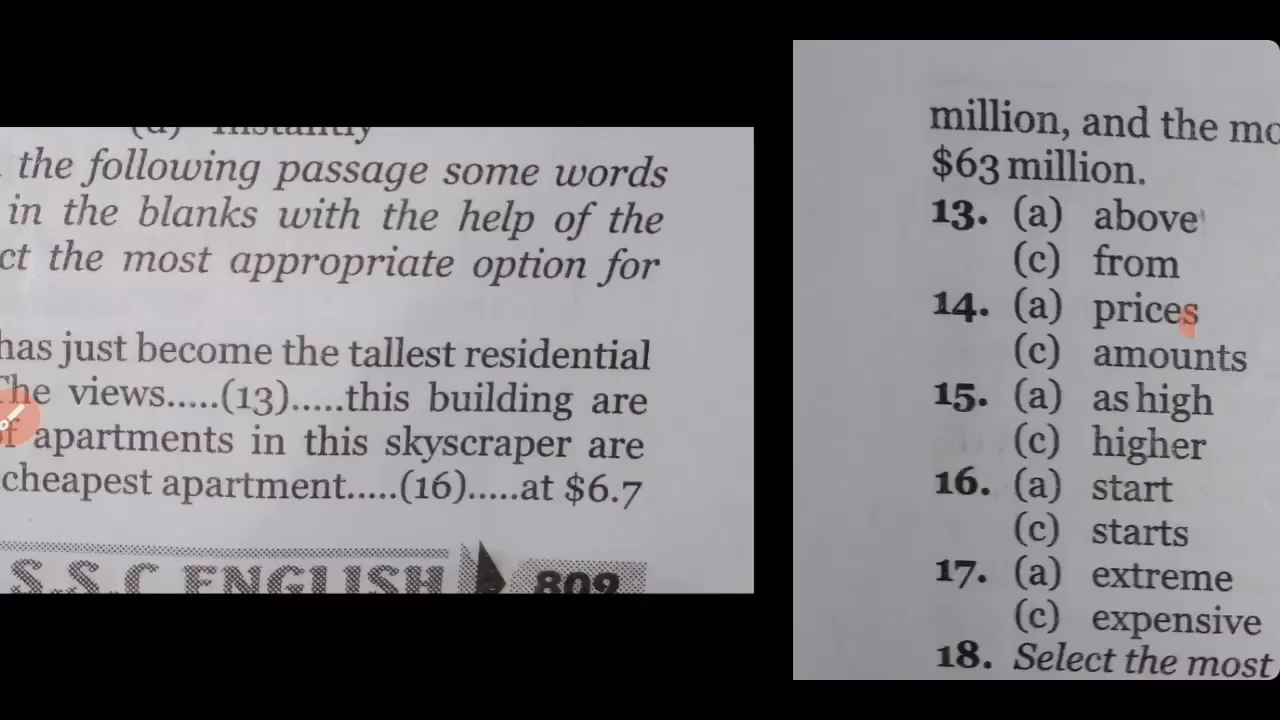 (d) Instantly
the following passage some words
in the blanks with the help of the
ct the most appropriate option for
has just become the tallest residential
The views.....(13).....this building are
of apartments in this skyscraper are
cheapest apartment.....(16).....at $6.7
S.S.C ENGLISH 809
million, and the mo
$63 million.
13. (a) above
(c) from
14. (a) prices
(c) amounts
15. (a) as high
(c) higher
16. (a) start
(c) starts
17. (a) extreme
(c) expensive
18. Select the most